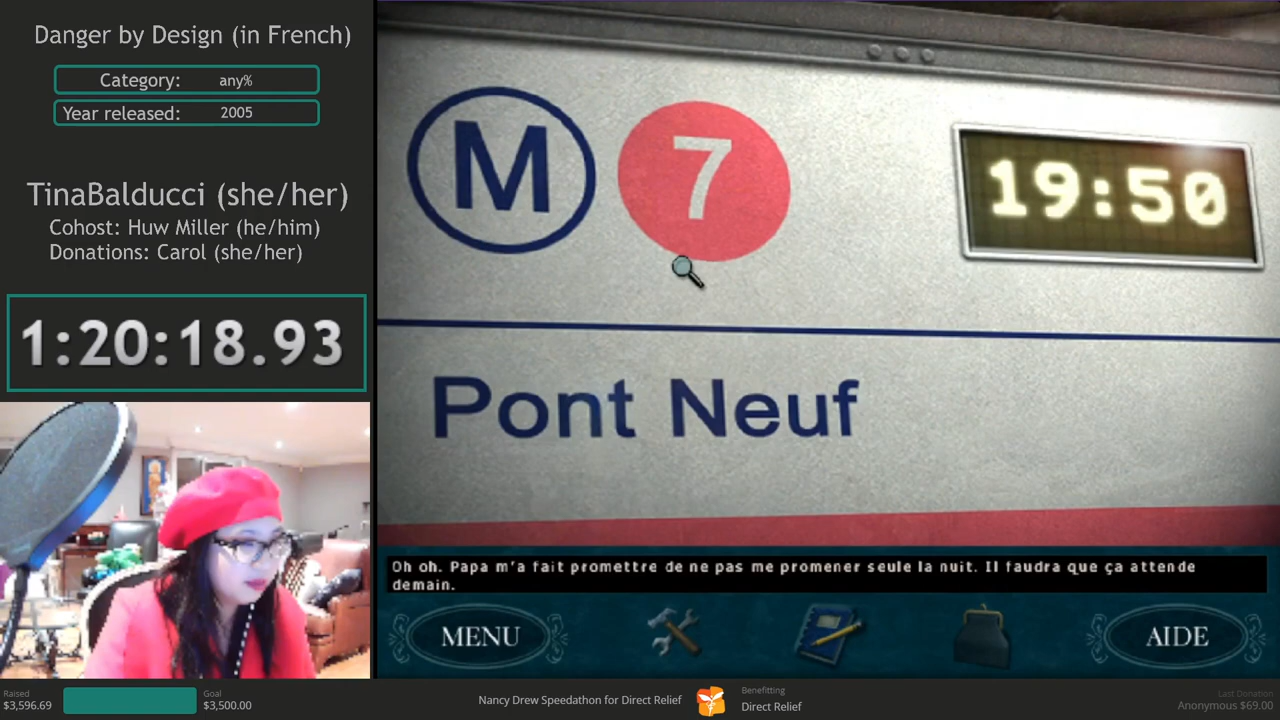 Danger by Design (in French)
Category: any%
Year released: 2005
TinaBalducci (she/her)
Cohost: Huw Miller (he/him)
Donations: Carol (she/her)
1:20:18.93
M 7
19:50
Pont Neuf
Oh oh. Papa m'a fait promettre de ne pas me promener seule la nuit. Il faudra que ça attende
demain.
MENU
AIDE
Raised
$3,596.69
Goal
$3,500.00
Nancy Drew Speedathon for Direct Relief
Benefitting
Direct Relief
Last Donation
Anonymous $69.00